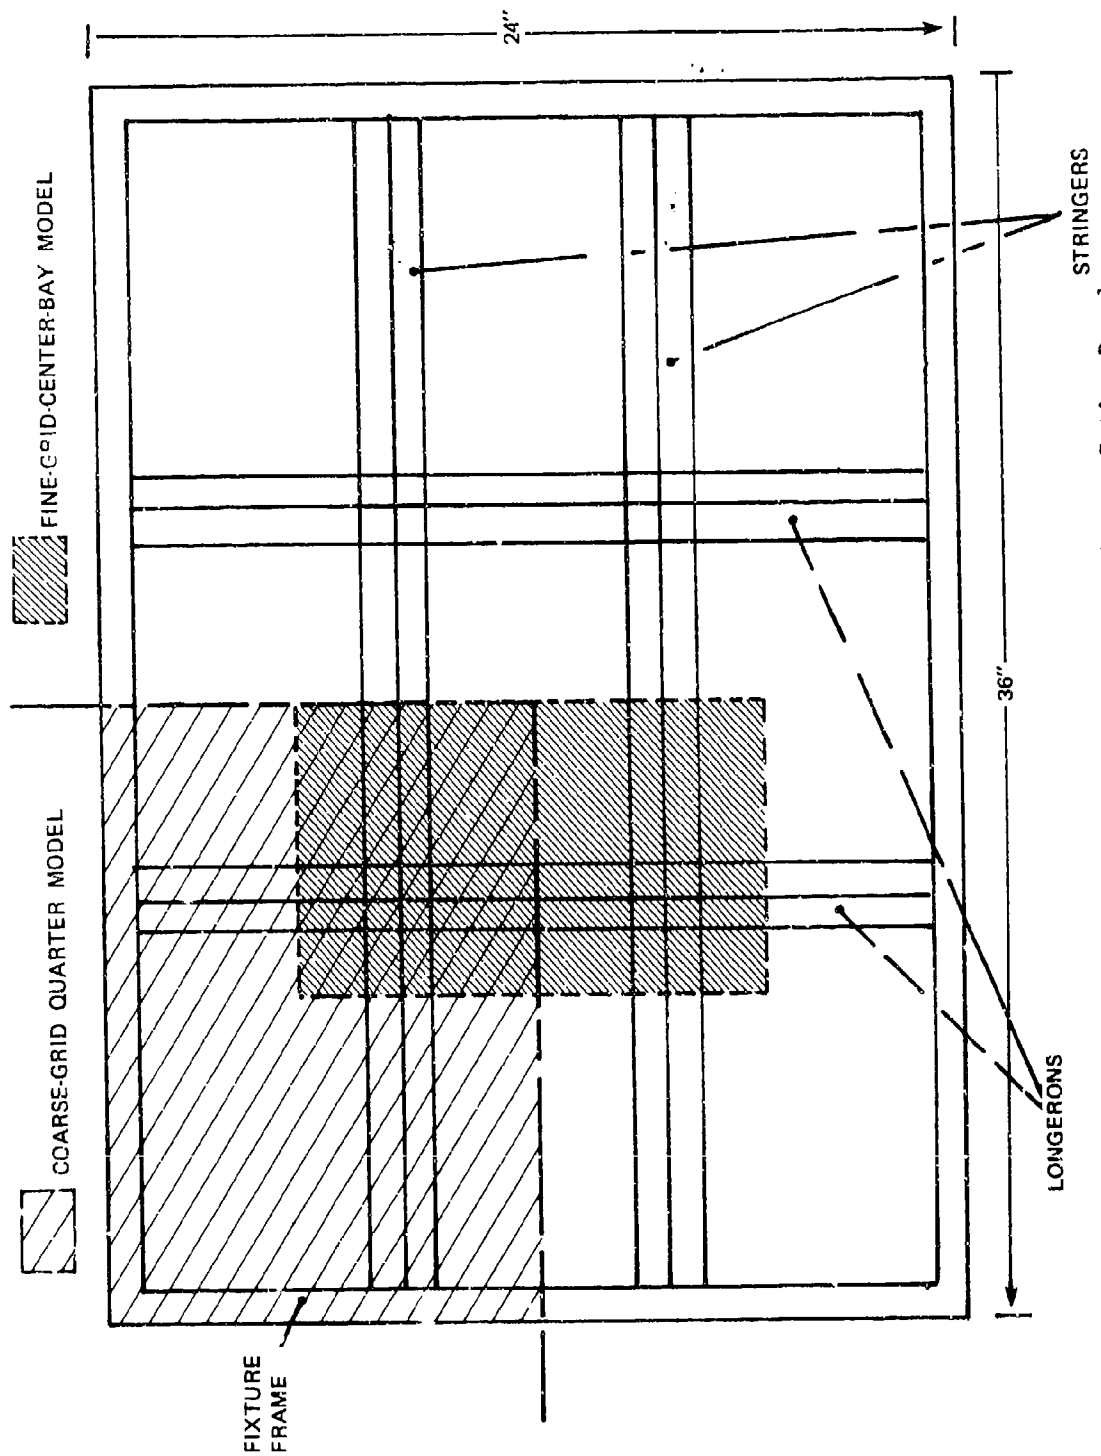 COARSE-GRID QUARTER MODEL
FINE-GRID-CENTER-BAY MODEL
24"
FIXTURE
FRAME
36"
LONGERONS
STRINGERS